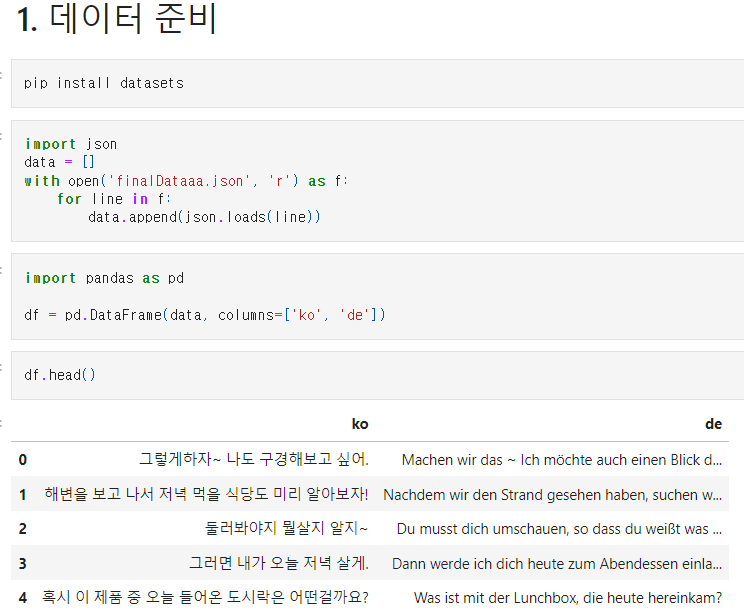 1. 데이터 준비
pip install datasets
import json
data = []
with open('finalDataaa.json', 'r') as f:
for line in f:
data.append(json.loads(line))
import pandas as pd
df = pd.DataFrame(data, columns=['ko', 'de'])
df.head()
ko de
0 그렇게하자~ 나도 구경해보고 싶어. Machen wir das ~ Ich möchte auch einen Blick d...
1 해변을 보고 나서 저녁 먹을 식당도 미리 알아보자! Nachdem wir den Strand gesehen haben, suchen w...
2 둘러봐야지 뭘살지 알지~ Du musst dich umschauen, so dass du weißt was ...
3 그러면 내가 오늘 저녁 살게. Dann werde ich dich heute zum Abendessen einla...
4 혹시 이 제품 중 오늘 들어온 도시락은 어떤걸까요? Was ist mit der Lunchbox, die heute hereinkam?